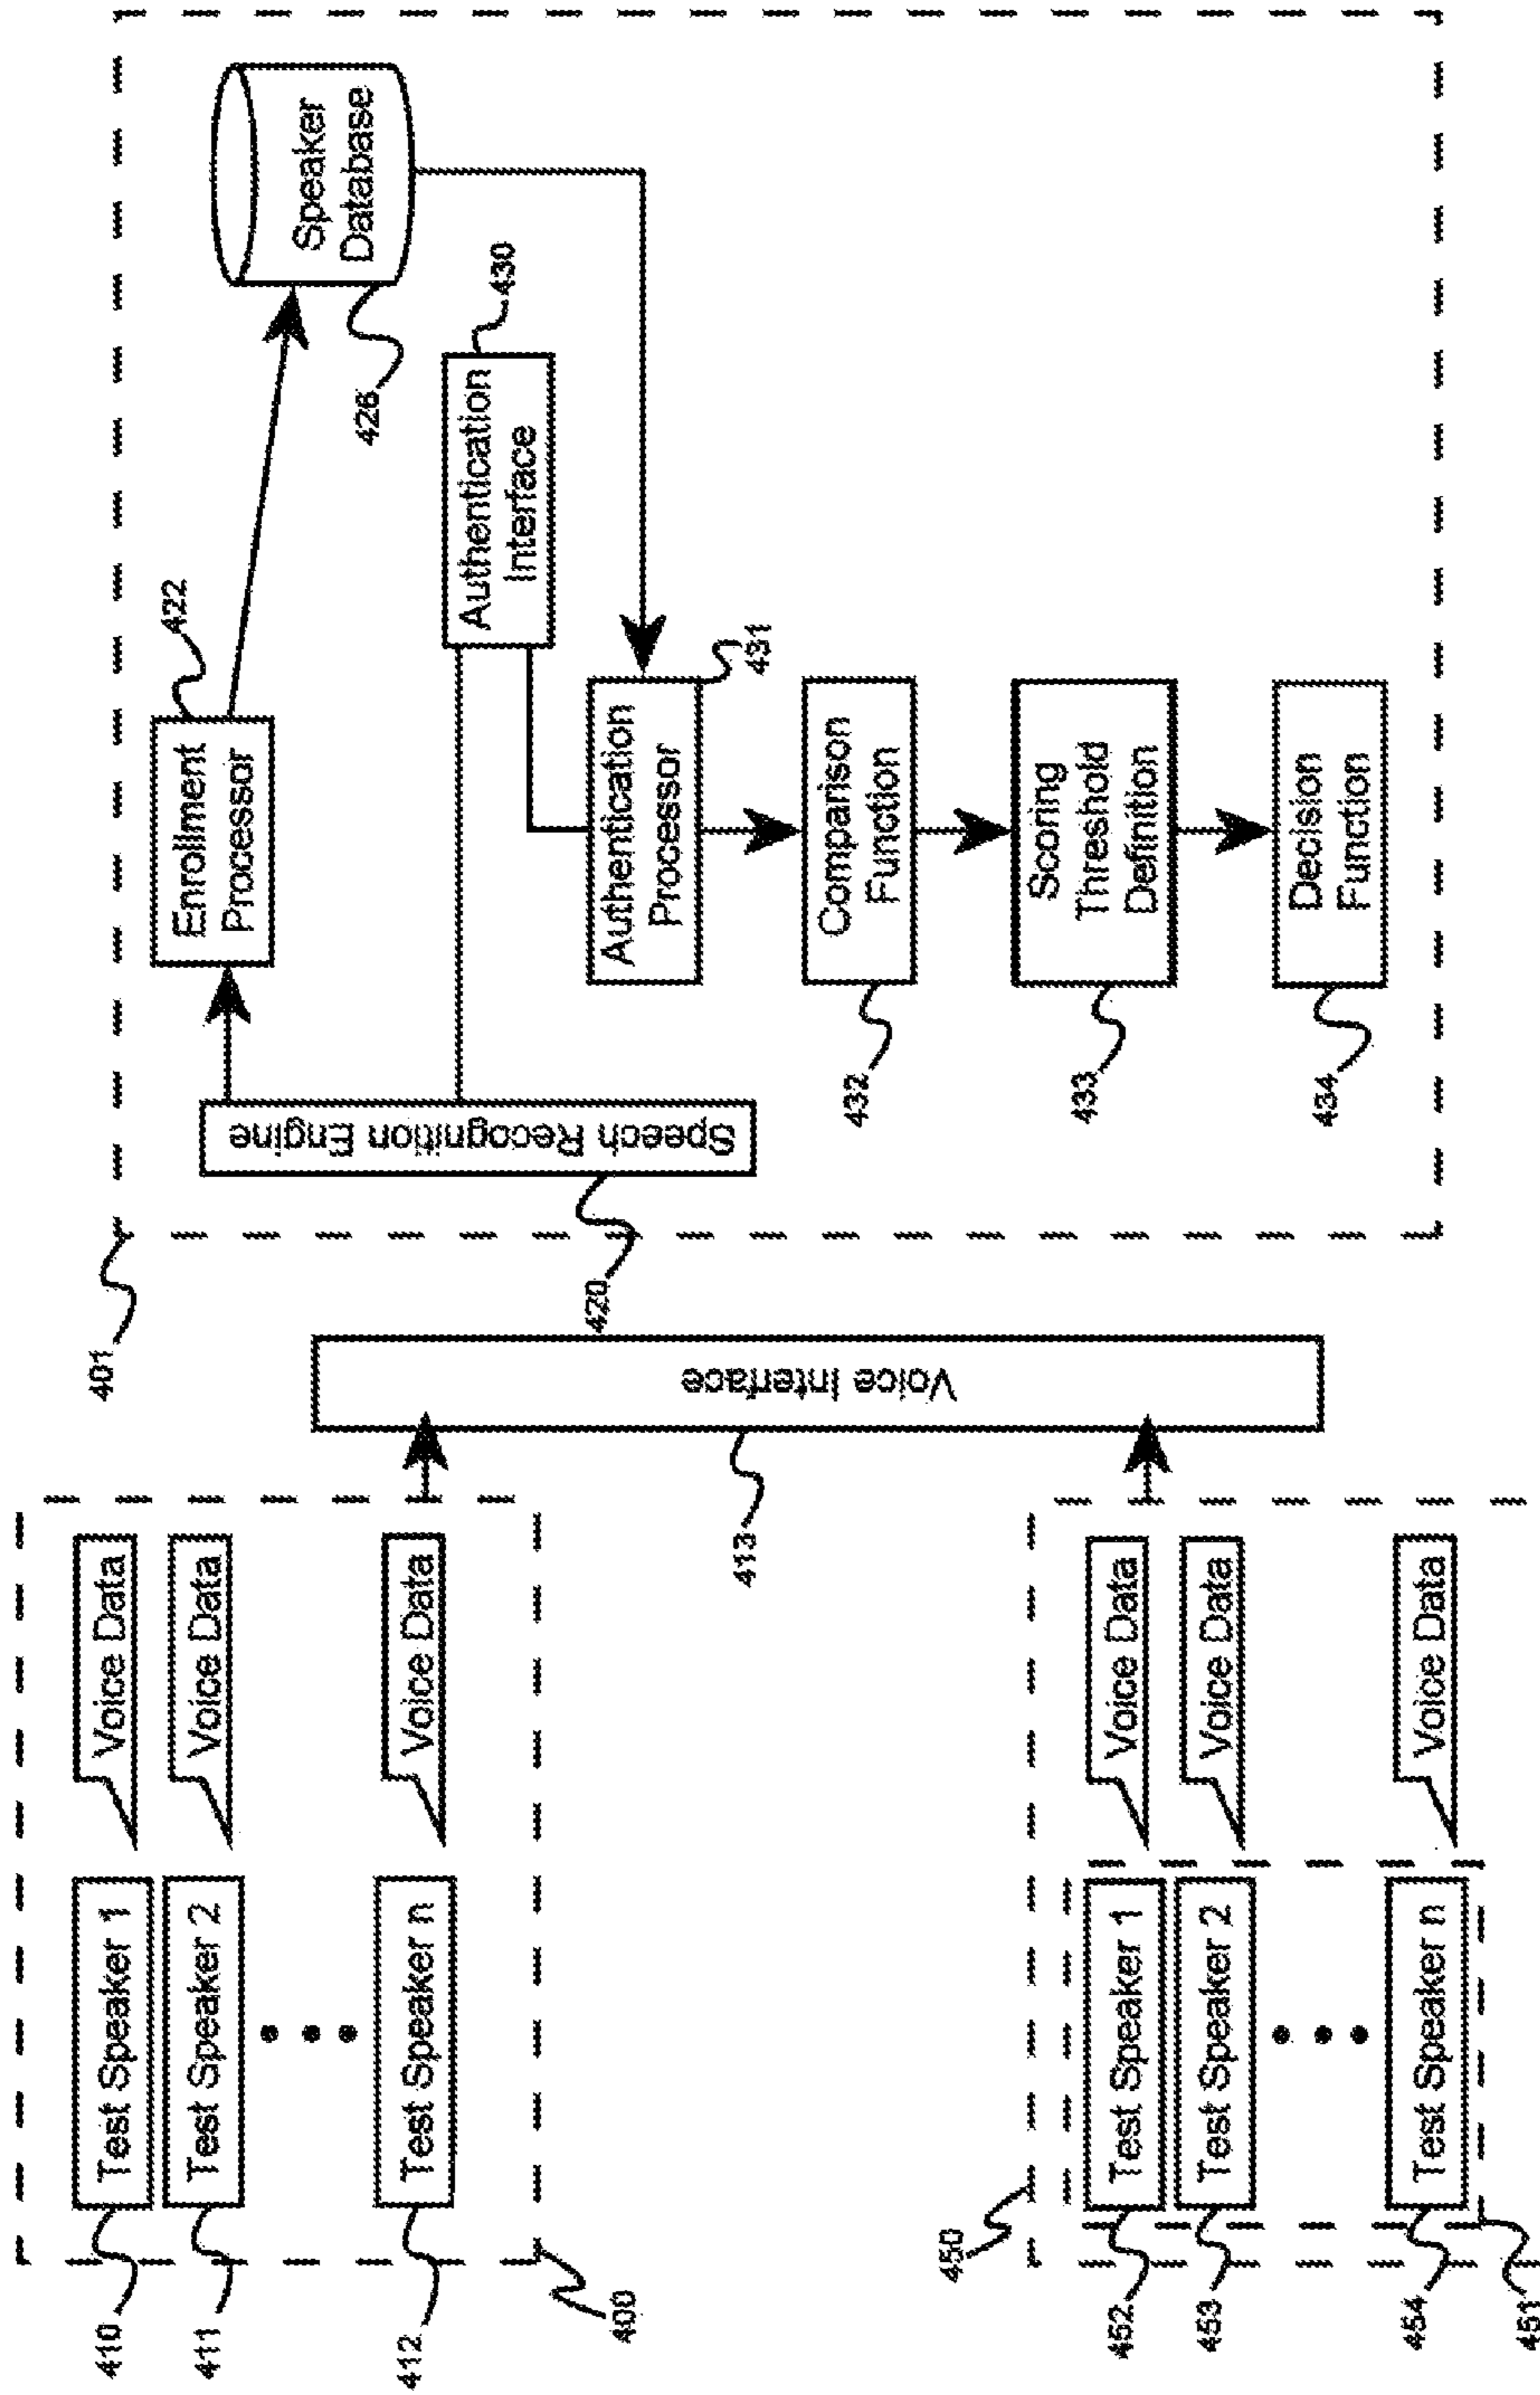 410
Test Speaker 1
Voice Data
411
Test Speaker 2
Voice Data
412
Test Speaker n
Voice Data
400
413
Voice Interface
450
452
Test Speaker 1
Voice Data
453
Test Speaker 2
Voice Data
454
Test Speaker n
Voice Data
451
401
420
Speech Recognition Engine
Enrollment
Processor
422
Speaker
Database
426
Authentication
Interface
430
Authentication
Processor
431
Comparison
Function
432
Scoring
Threshold
Definition
433
Decision
Function
434